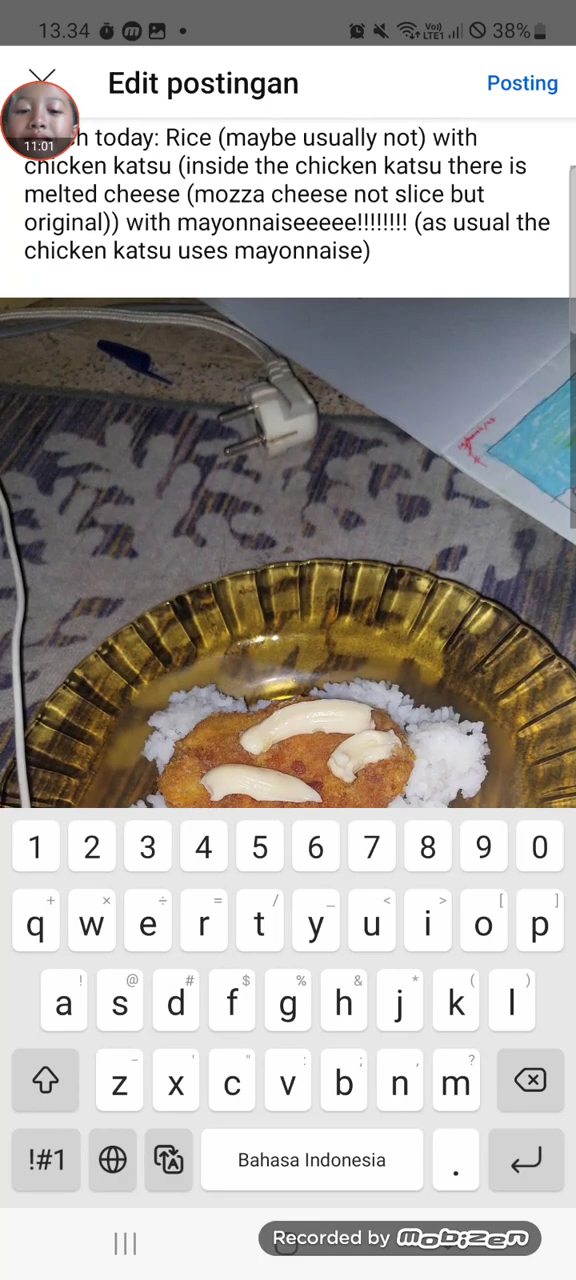 13.34
Vo)) LTE1 38%
Edit postingan
Posting
11:01
h today: Rice (maybe usually not) with
chicken katsu (inside the chicken katsu there is
melted cheese (mozza cheese not slice but
original)) with mayonnaiseeeee!!!!!!!! (as usual the
chicken katsu uses mayonnaise)
1 2 3 4 5 6 7 8 9 0
+ × ÷ = / _ < > [ ]
q w e r t y u i o p
! @ # $ % & * ( )
a s d f g h j k l
- ' " : ; , ?
z x c v b n m
!#1 Bahasa Indonesia .
Recorded by mobizen